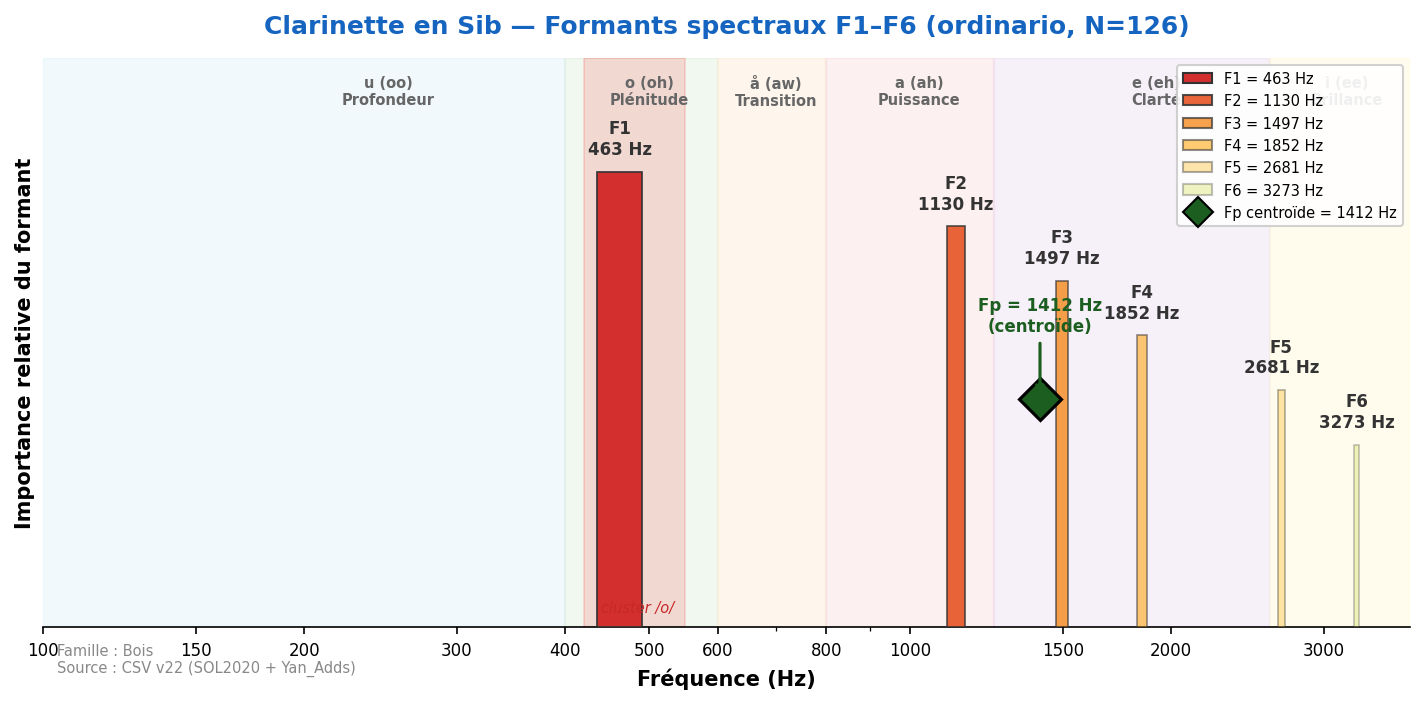 Clarinette en Sib — Formants spectraux F1–F6 (ordinario, N=126)
u (oo)
Profondeur
o (oh)
Plénitude
å (aw)
Transition
a (ah)
Puissance
e (eh)
Clarté
i (ee)
Brillance
F1 = 463 Hz
F2 = 1130 Hz
F3 = 1497 Hz
F4 = 1852 Hz
F5 = 2681 Hz
F6 = 3273 Hz
Fp centroïde = 1412 Hz
F1
463 Hz
F2
1130 Hz
F3
1497 Hz
Fp = 1412 Hz
(centroïde)
F4
1852 Hz
F5
2681 Hz
F6
3273 Hz
cluster /o/
Importance relative du formant
100 150 200 300 400 500 600 800 1000 1500 2000 3000
Fréquence (Hz)
Famille : Bois
Source : CSV v22 (SOL2020 + Yan_Adds)